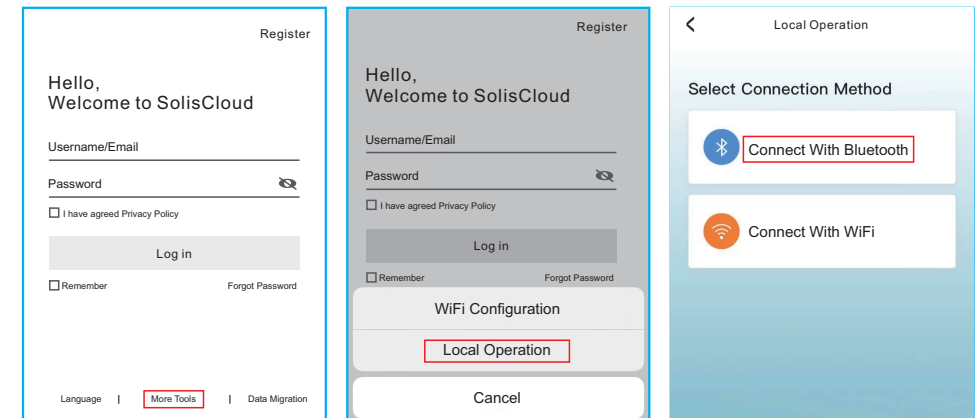 Register
Hello,
Welcome to SolisCloud
Username/Email
Password
I have agreed Privacy Policy
Log in
Remember Forgot Password
Language | More Tools | Data Migration
Register
Hello,
Welcome to SolisCloud
Username/Email
Password
I have agreed Privacy Policy
Log in
Remember Forgot Password
WiFi Configuration
Local Operation
Cancel
Local Operation
Select Connection Method
Connect With Bluetooth
Connect With WiFi